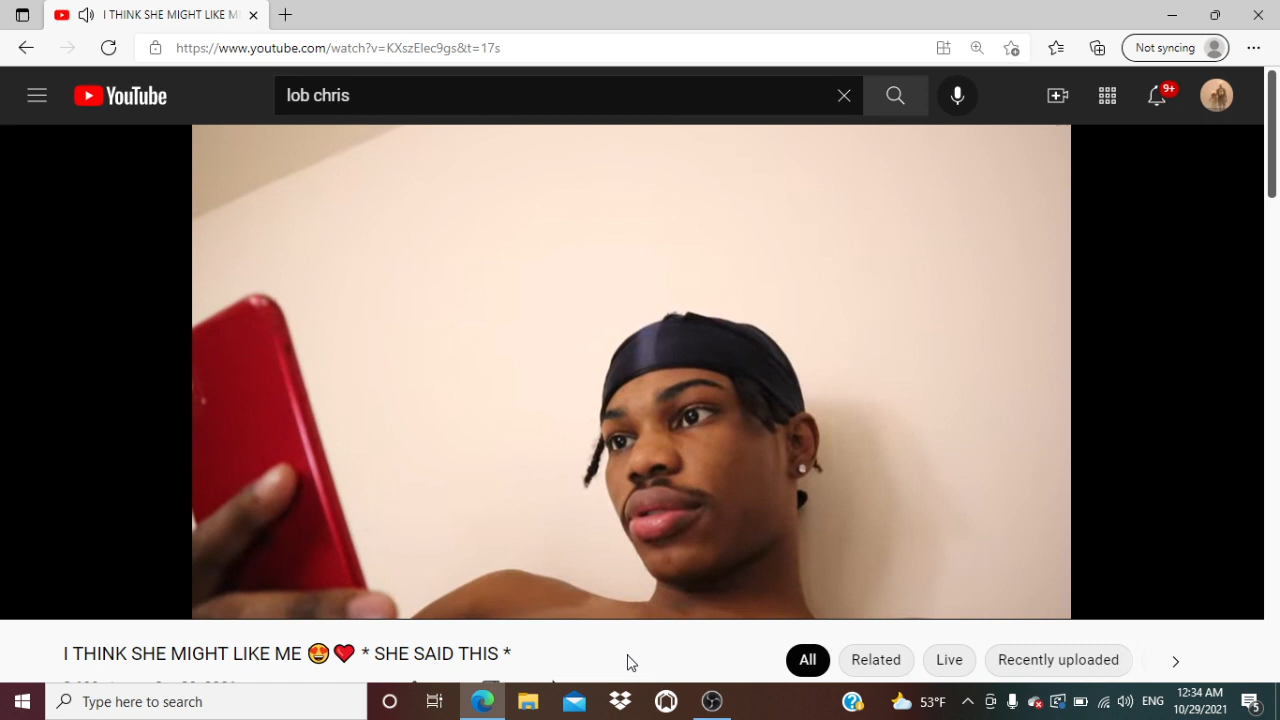 I THINK SHE MIGHT LIKE M
https://www.youtube.com/watch?v=KXszElec9gs&t=17s
Not syncing
YouTube
lob chris
9+
I THINK SHE MIGHT LIKE ME 😍❤️ * SHE SAID THIS *
All
Related
Live
Recently uploaded
Type here to search
53°F
ENG
12:34 AM
10/29/2021
5